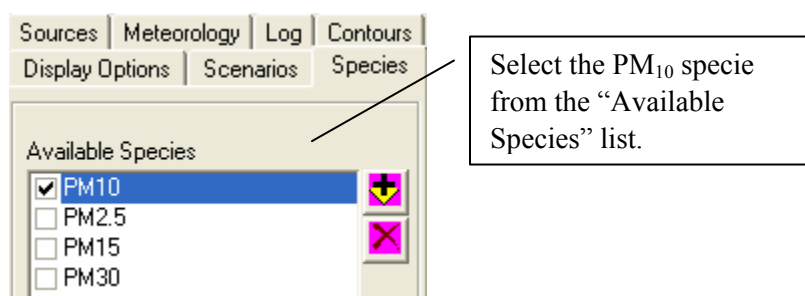 Sources Meteorology Log Contours
Display Options Scenarios Species
Available Species
PM10
PM2.5
PM15
PM30
Select the PM₁₀ specie
from the “Available
Species” list.